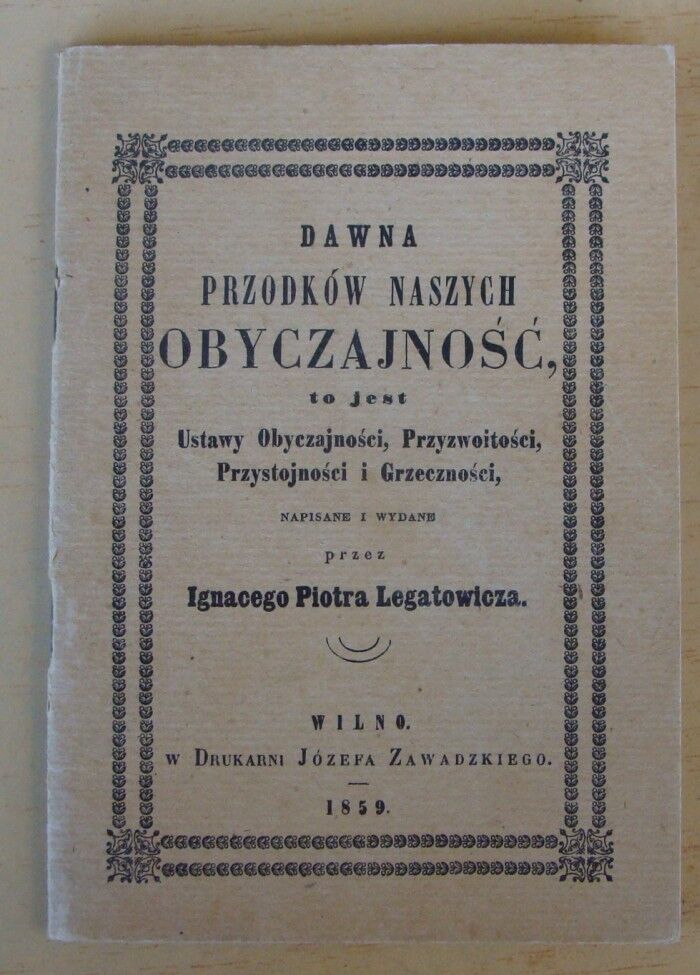 DAWNA
PRZODKÓW NASZYCH
OBYCZAJNOŚĆ,
to jest
Ustawy Obyczajności, Przyzwoitości,
Przystojności i Grzeczności,
NAPISANE I WYDANE
przez
Ignacego Piotra Legatowicza.
WILNO.
W DRUKARNI JÓZEFA ZAWADZKIEGO.
1859.